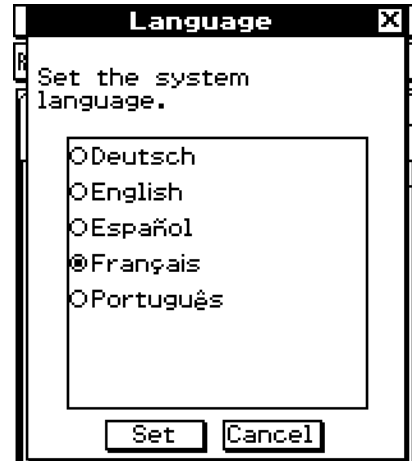 Language
Set the system
language.
Deutsch
English
Español
Français
Português
Set
Cancel